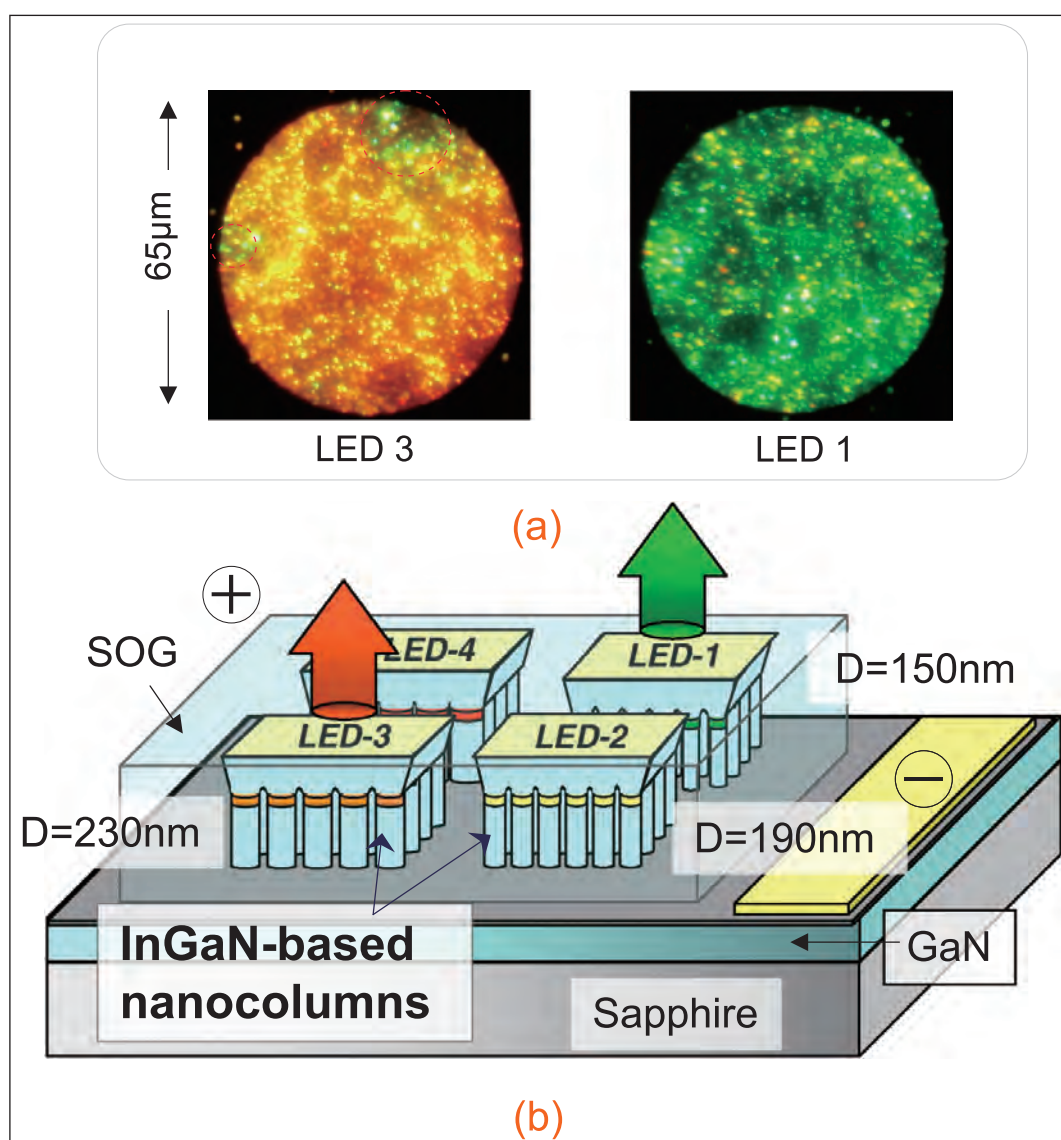 65µm
LED 3
LED 1
(a)
+
SOG
LED-4
LED-1
D=150nm
LED-3
LED-2
−
D=230nm
D=190nm
InGaN-based
nanocolumns
GaN
Sapphire
(b)